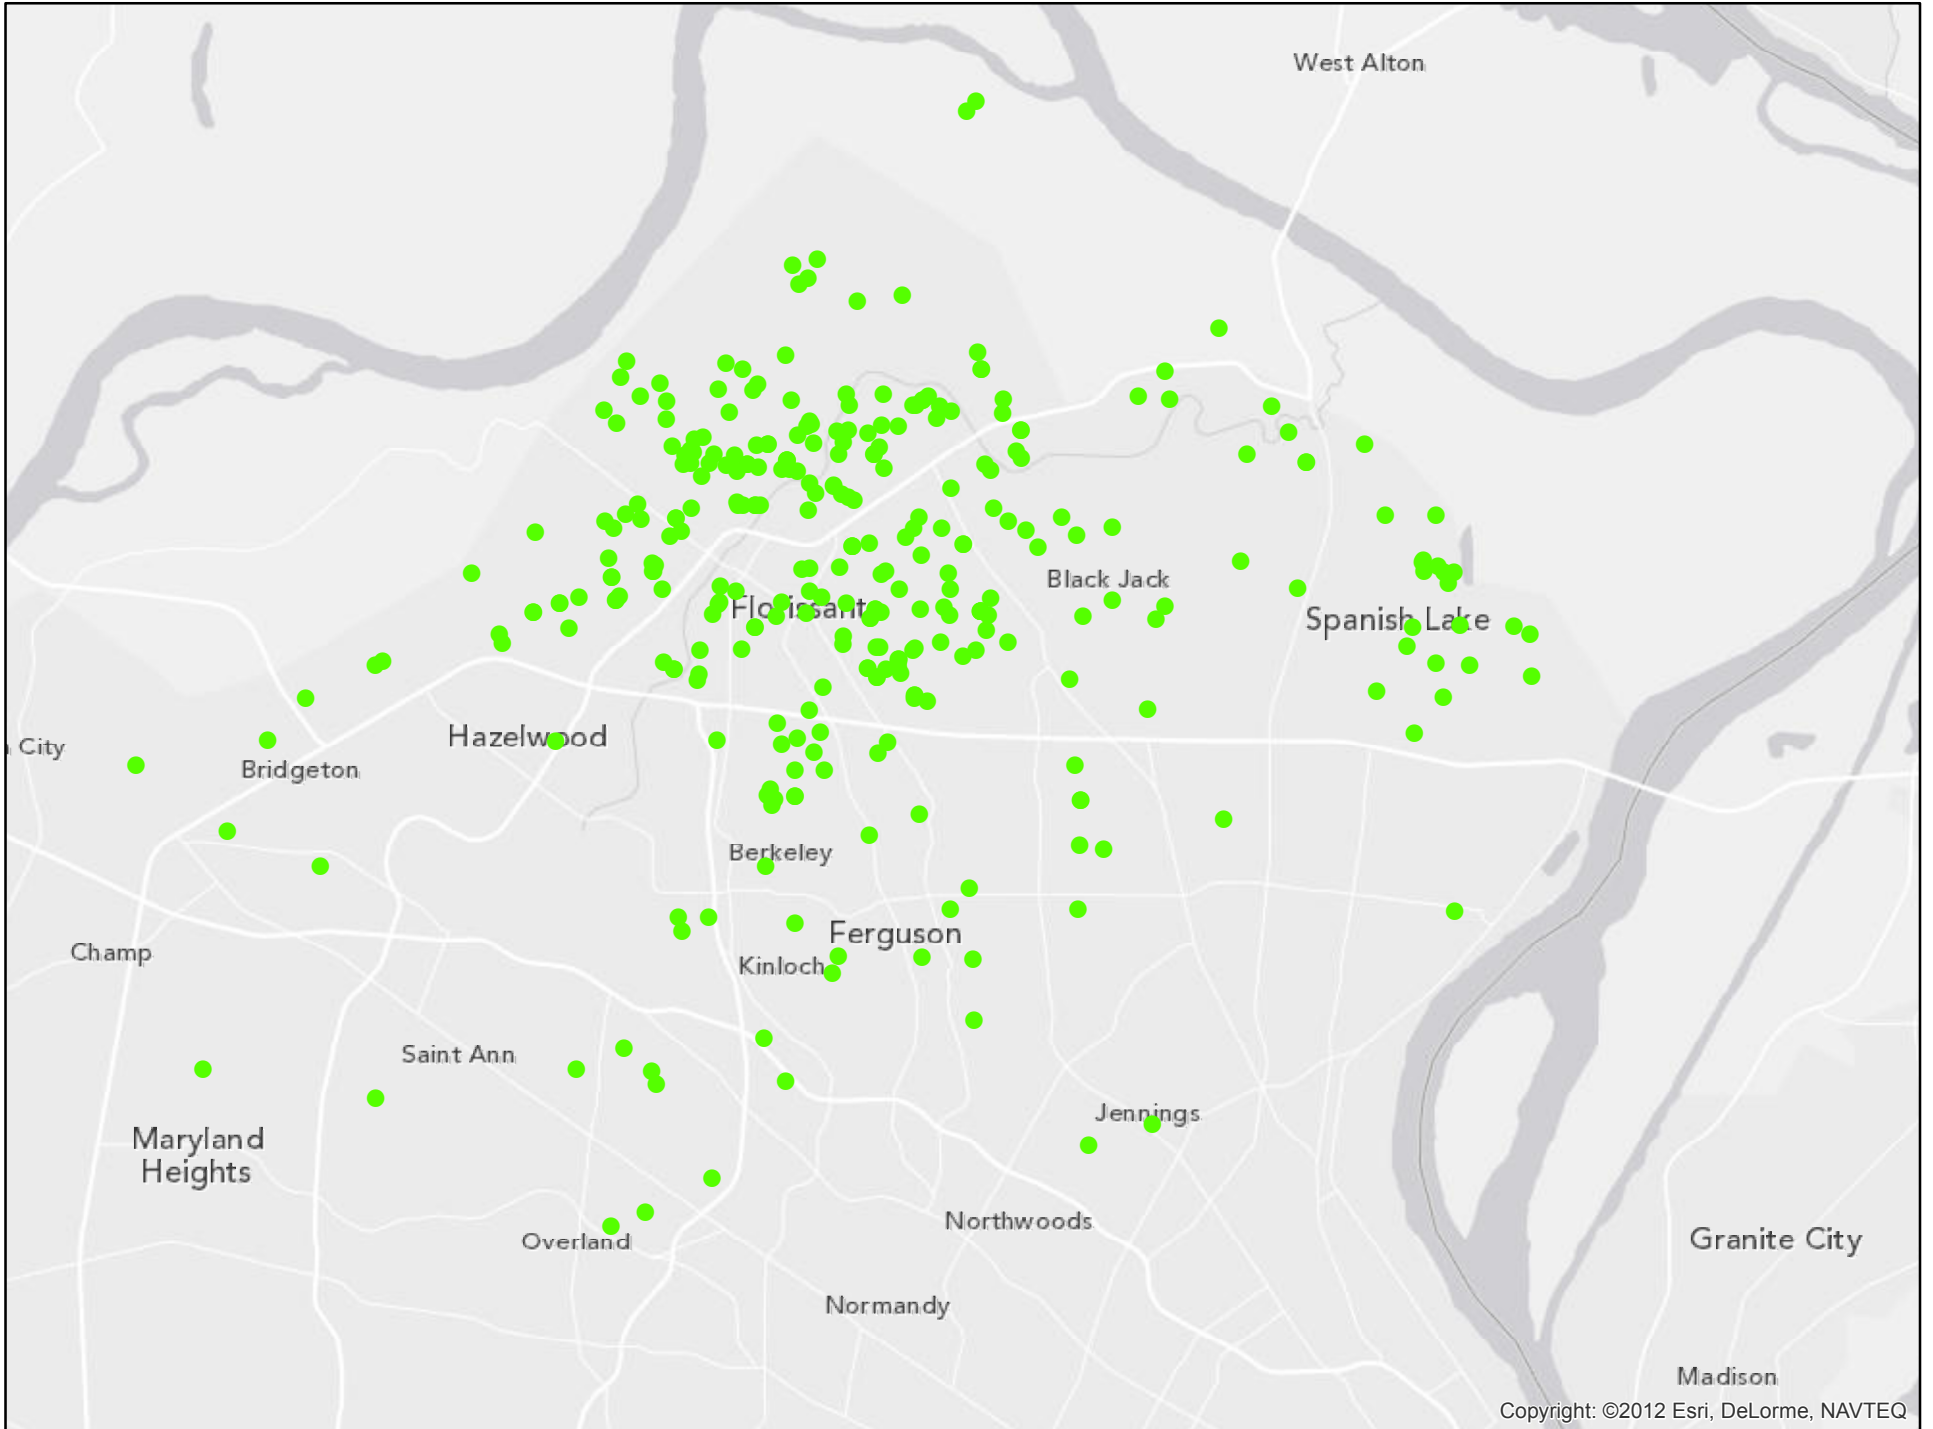 West Alton
Black Jack
Florissant
Spanish Lake
Hazelwood
City
Bridgeton
Berkeley
Ferguson
Champ
Kinloch
Saint Ann
Jennings
Maryland
Heights
Northwoods
Overland
Granite City
Normandy
Madison
Copyright: ©2012 Esri, DeLorme, NAVTEQ